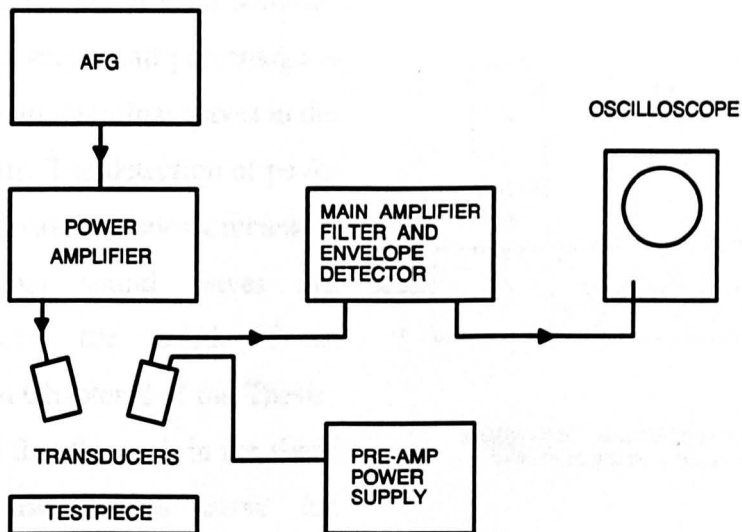 AFG
OSCILLOSCOPE
POWER
AMPLIFIER
MAIN AMPLIFIER
FILTER AND
ENVELOPE
DETECTOR
TRANSDUCERS
PRE-AMP
POWER
SUPPLY
TESTPIECE